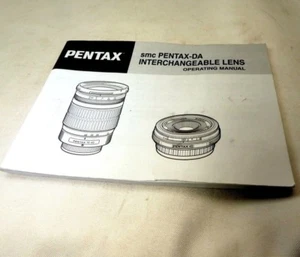 PENTAX
smc PENTAX-DA
INTERCHANGEABLE LENS
OPERATING MANUAL